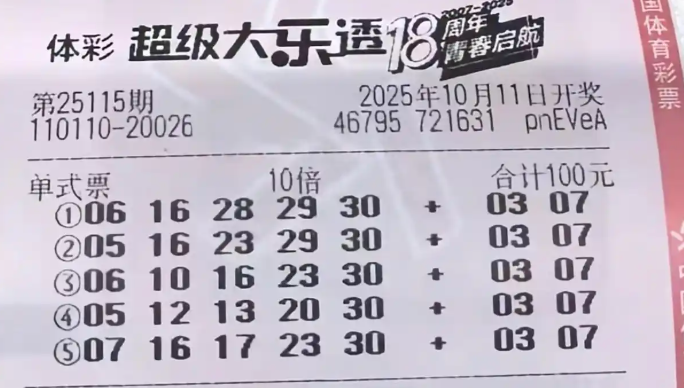 体彩 超级大乐透 18 2007-2025 周年 青春启航
第25115期 2025年10月11日开奖
110110-20026 46795 721631 pnEVeA
单式票 10倍 合计100元
①06 16 28 29 30 + 03 07
②05 16 23 29 30 + 03 07
③06 10 16 23 30 + 03 07
④05 12 13 20 30 + 03 07
⑤07 16 17 23 30 + 03 07
国体育彩票